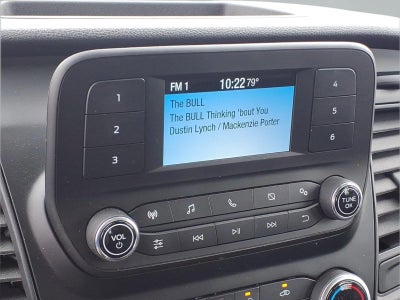 FM 1 10:22 79°
The BULL
The BULL Thinking 'bout You
Dustin Lynch / Mackenzie Porter
1
2
3
4
5
6
VOL
TUNE
OK